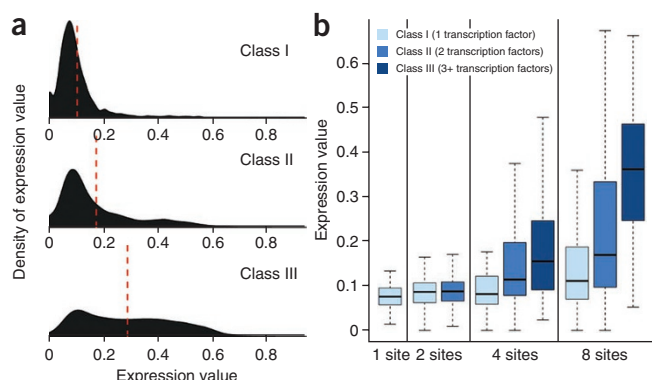 a
Density of expression value
Class I
0 0.2 0.4 0.6 0.8
Class II
0 0.2 0.4 0.6 0.8
Class III
0 0.2 0.4 0.6 0.8
Expression value
b
Class I (1 transcription factor)
Class II (2 transcription factors)
Class III (3+ transcription factors)
Expression value
0.6
0.5
0.4
0.3
0.2
0.1
0
1 site 2 sites 4 sites 8 sites